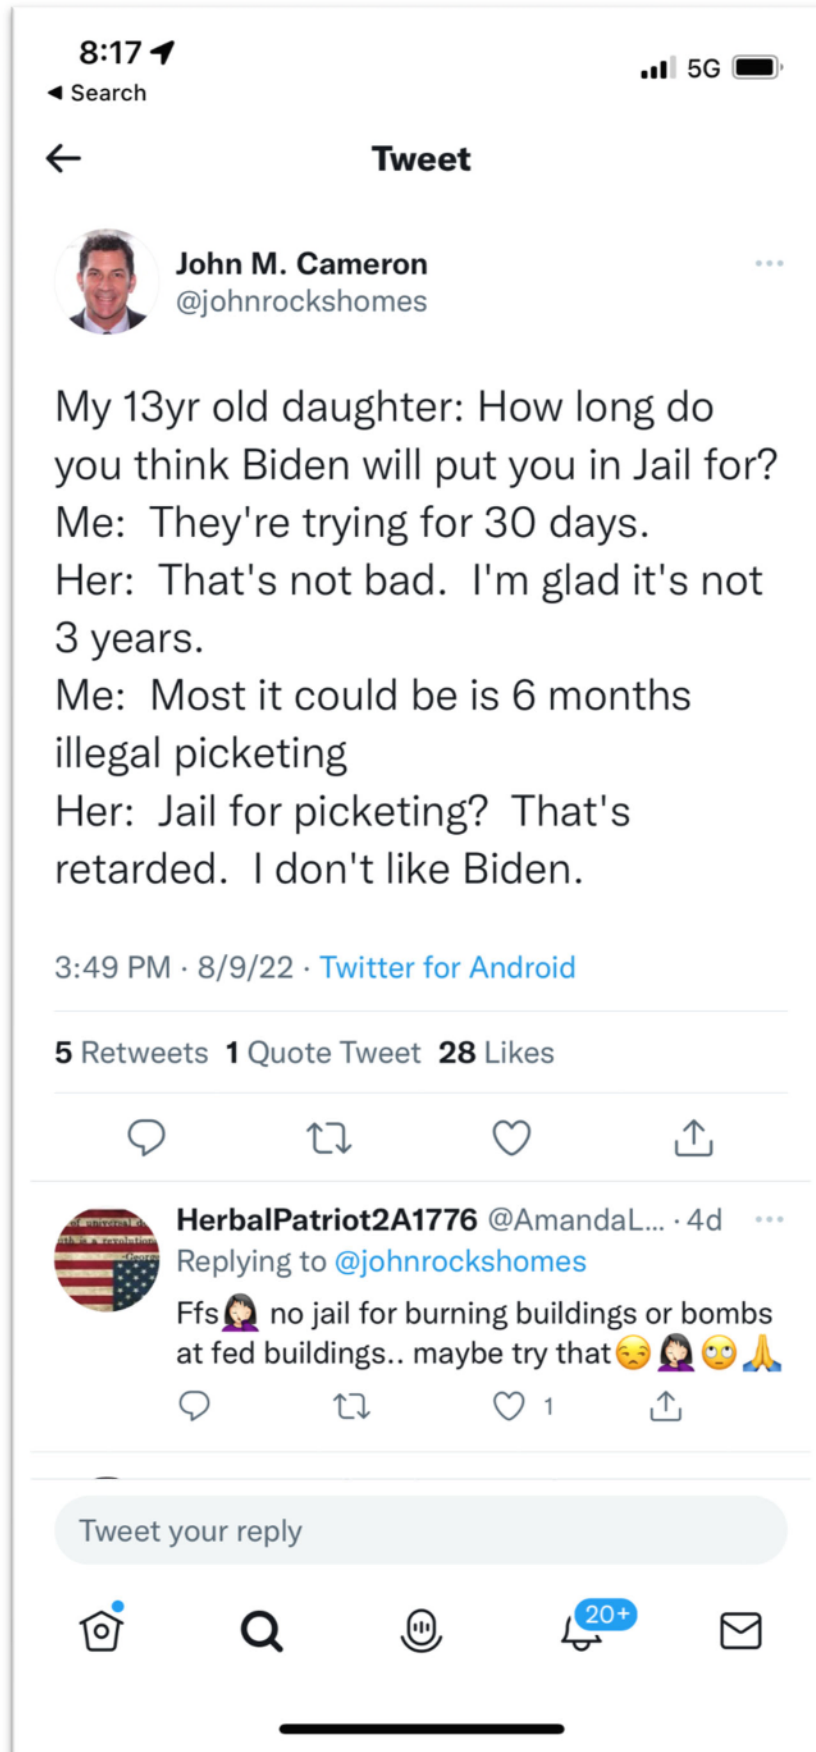 8:17
5G
◄ Search
Tweet
John M. Cameron
@johnrockshomes
...
My 13yr old daughter: How long do
you think Biden will put you in Jail for?
Me:  They're trying for 30 days.
Her:  That's not bad.  I'm glad it's not
3 years.
Me:  Most it could be is 6 months
illegal picketing
Her:  Jail for picketing?  That's
retarded.  I don't like Biden.
3:49 PM · 8/9/22 · Twitter for Android
5 Retweets  1 Quote Tweet  28 Likes
HerbalPatriot2A1776 @AmandaL... · 4d ...
Replying to @johnrockshomes
Ffs🤦🏻‍♀️ no jail for burning buildings or bombs
at fed buildings.. maybe try that😒🤦🏻‍♀️🙄🙏
1
Tweet your reply
20+